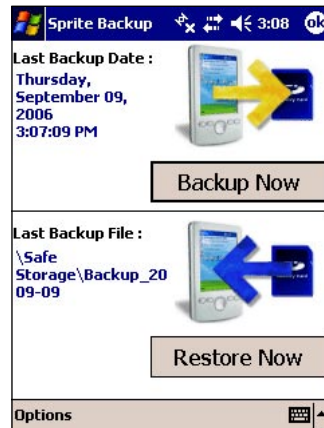 Sprite Backup 3:08 ok
Last Backup Date :
Thursday,
September 09,
2006
3:07:09 PM
Backup Now
Last Backup File :
\Safe
Storage\Backup_20
09-09
Restore Now
Options